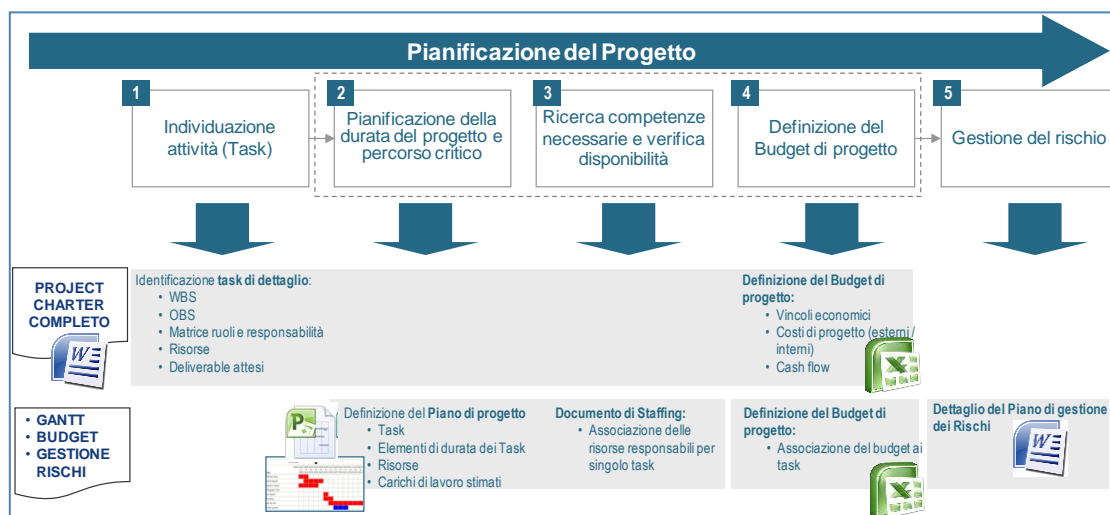 Pianificazione del Progetto
1
Individuazione
attività (Task)
2
Pianificazione della
durata del progetto e
percorso critico
3
Ricerca competenze
necessarie e verifica
disponibilità
4
Definizione del
Budget di progetto
5
Gestione del rischio
PROJECT
CHARTER
COMPLETO
W
Identificazione task di dettaglio:
• WBS
• OBS
• Matrice ruoli e responsabilità
• Risorse
• Deliverable attesi
Definizione del Budget di
progetto:
• Vincoli economici
• Costi di progetto (esterni /
interni)
• Cash flow
X
• GANTT
• BUDGET
• GESTIONE
RISCHI
P
Definizione del Piano di progetto
• Task
• Elementi di durata dei Task
• Risorse
• Carichi di lavoro stimati
Documento di Staffing:
• Associazione delle
risorse responsabili per
singolo task
Definizione del Budget di
progetto:
• Associazione del budget ai
task
X
Dettaglio del Piano di gestione
dei Rischi
W